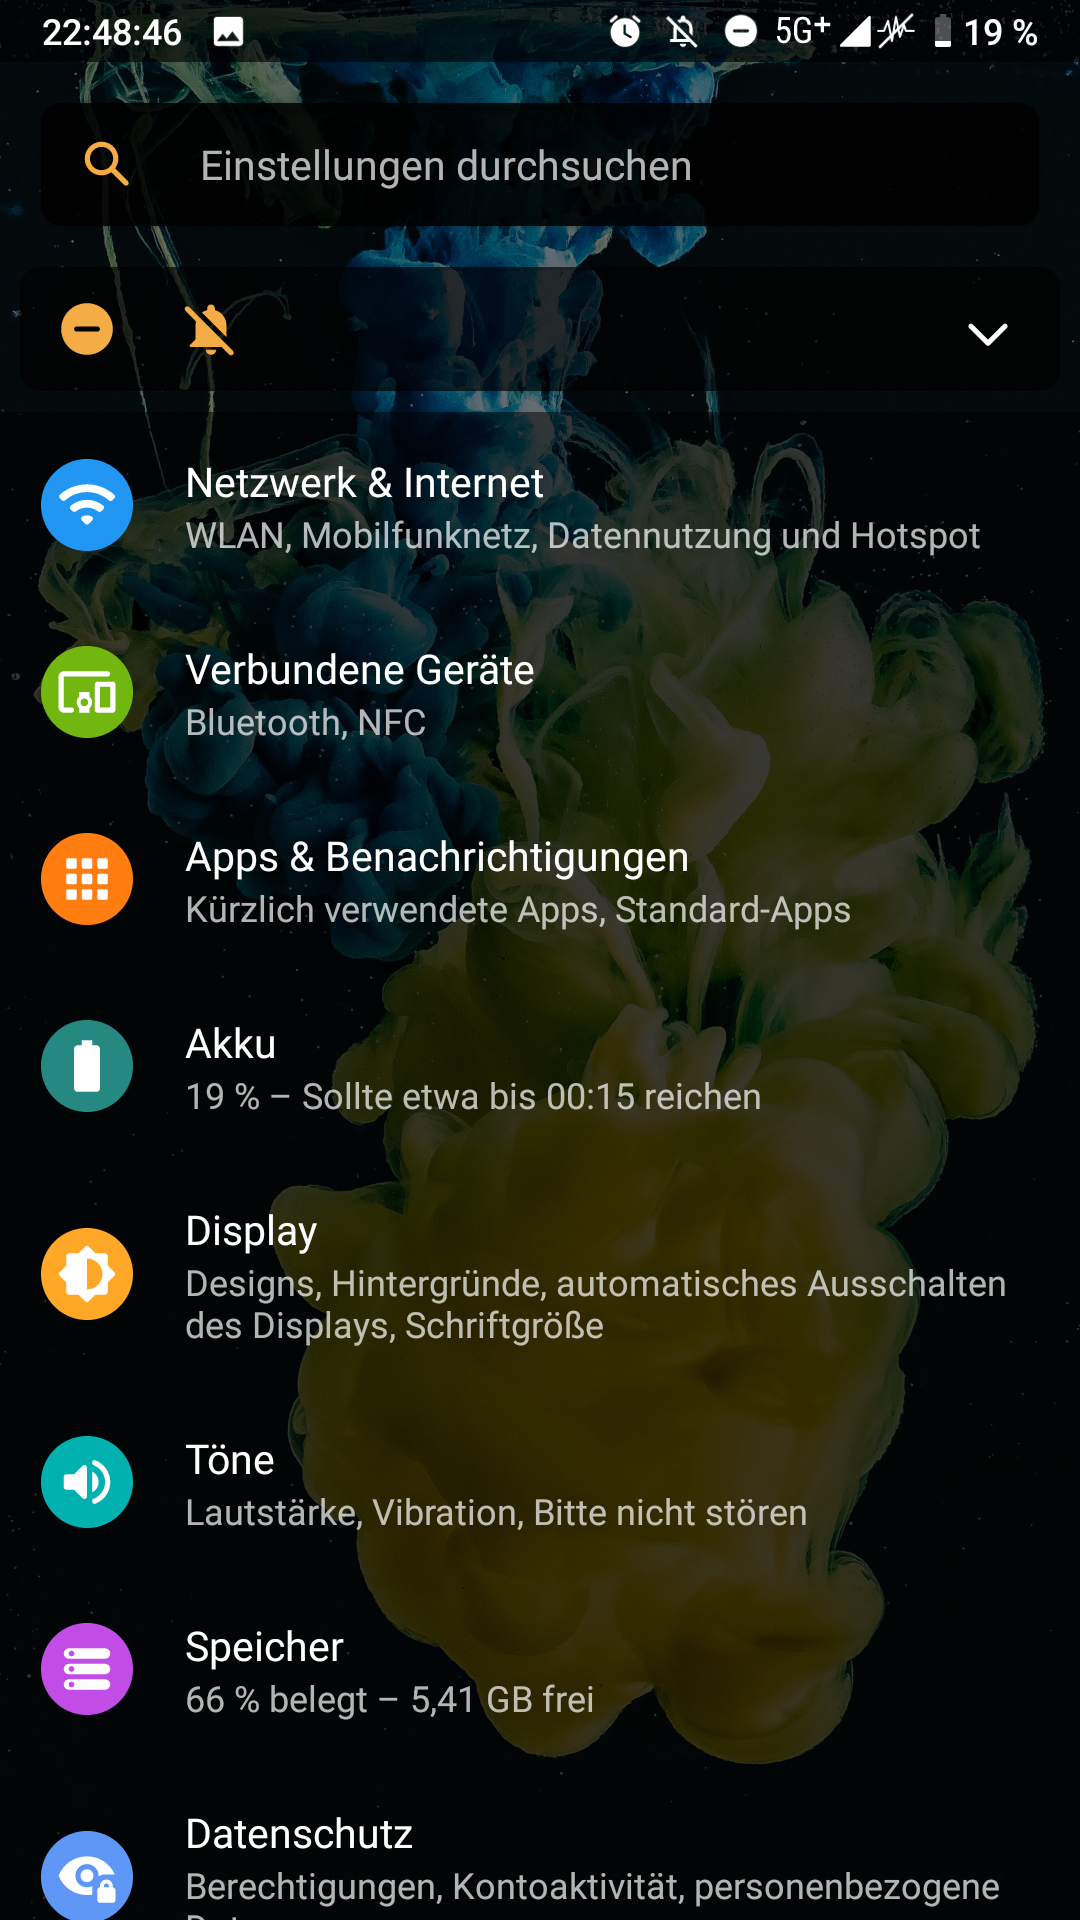 22:48:46 5G+ 19 %
Einstellungen durchsuchen
Netzwerk & Internet
WLAN, Mobilfunknetz, Datennutzung und Hotspot
Verbundene Geräte
Bluetooth, NFC
Apps & Benachrichtigungen
Kürzlich verwendete Apps, Standard-Apps
Akku
19 % – Sollte etwa bis 00:15 reichen
Display
Designs, Hintergründe, automatisches Ausschalten
des Displays, Schriftgröße
Töne
Lautstärke, Vibration, Bitte nicht stören
Speicher
66 % belegt – 5,41 GB frei
Datenschutz
Berechtigungen, Kontoaktivität, personenbezogene